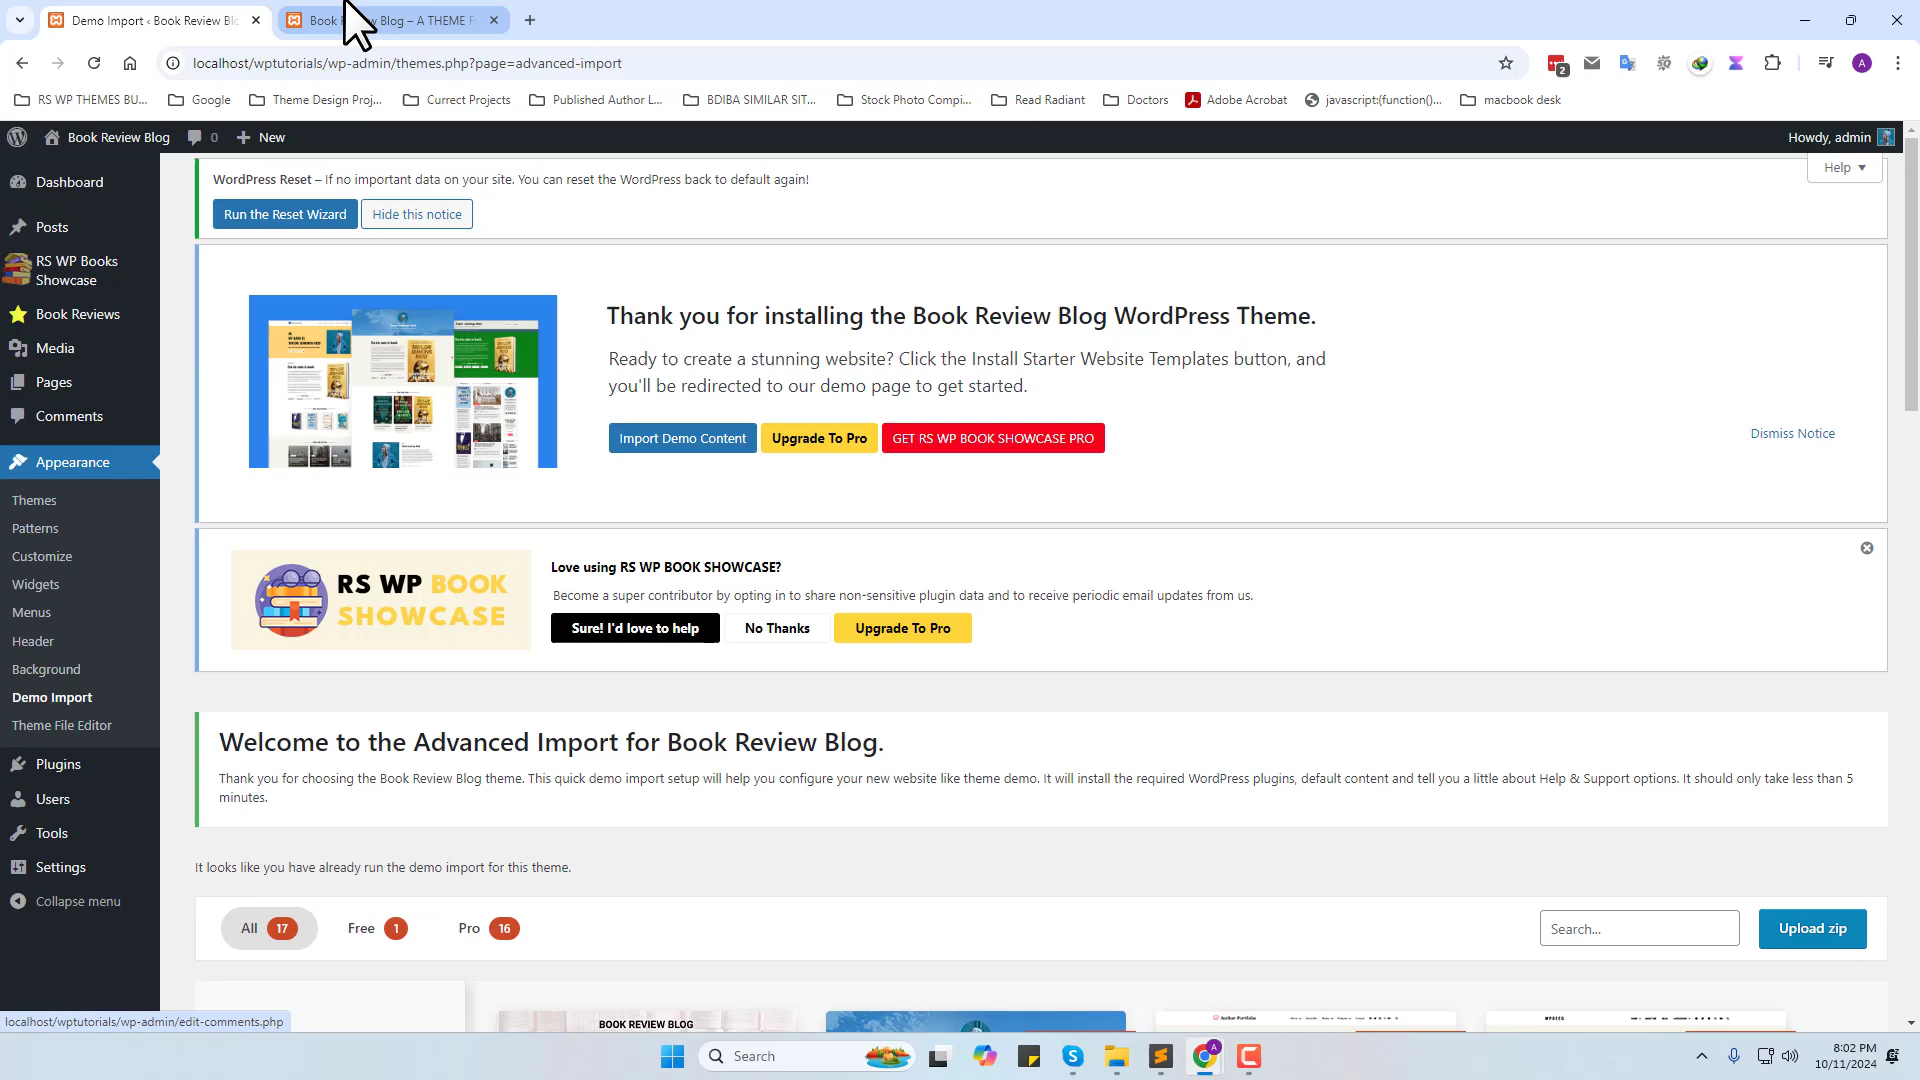 Demo Import ‹ Book Review Bl
Book Blog – A THEME F
localhost/wptutorials/wp-admin/themes.php?page=advanced-import
2
A
RS WP THEMES BU...
Google
Theme Design Proj...
Currect Projects
Published Author L...
BDIBA SIMILAR SIT...
Stock Photo Compi...
Read Radiant
Doctors
Adobe Acrobat
javascript:(function()...
macbook desk
Book Review Blog
0
New
Howdy, admin
Help
Dashboard
Posts
RS WP Books
Showcase
Book Reviews
Media
Pages
Comments
Appearance
Themes
Patterns
Customize
Widgets
Menus
Header
Background
Demo Import
Theme File Editor
Plugins
Users
Tools
Settings
Collapse menu
WordPress Reset – If no important data on your site. You can reset the WordPress back to default again!
Run the Reset Wizard
Hide this notice
Thank you for installing the Book Review Blog WordPress Theme.
Ready to create a stunning website? Click the Install Starter Website Templates button, and
you'll be redirected to our demo page to get started.
Import Demo Content
Upgrade To Pro
GET RS WP BOOK SHOWCASE PRO
Dismiss Notice
RS WP BOOK
SHOWCASE
Love using RS WP BOOK SHOWCASE?
Become a super contributor by opting in to share non-sensitive plugin data and to receive periodic email updates from us.
Sure! I'd love to help
No Thanks
Upgrade To Pro
Welcome to the Advanced Import for Book Review Blog.
Thank you for choosing the Book Review Blog theme. This quick demo import setup will help you configure your new website like theme demo. It will install the required WordPress plugins, default content and tell you a little about Help & Support options. It should only take less than 5
minutes.
It looks like you have already run the demo import for this theme.
All 17
Free 1
Pro 16
Search...
Upload zip
BOOK REVIEW BLOG
Author Portfolio
localhost/wptutorials/wp-admin/edit-comments.php
Search
A
8:02 PM
10/11/2024